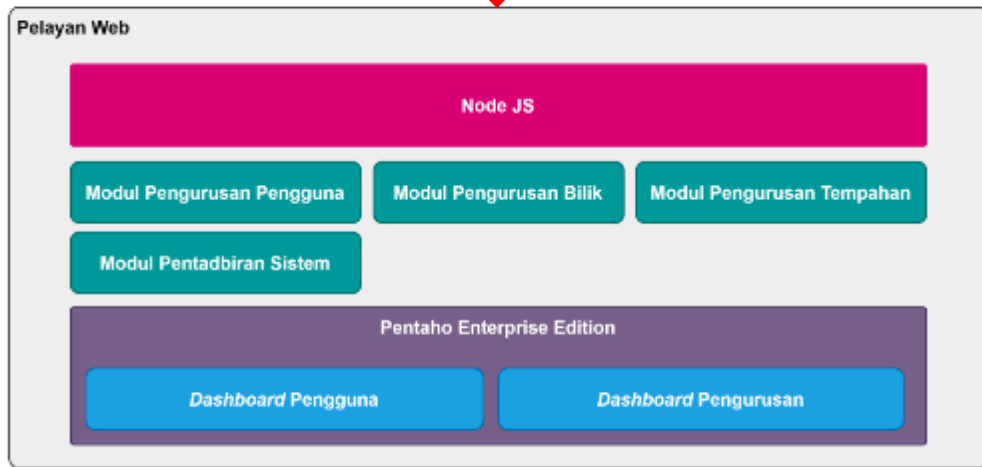 Pelayan Web
Node JS
Modul Pengurusan Pengguna
Modul Pengurusan Bilik
Modul Pengurusan Tempahan
Modul Pentadbiran Sistem
Pentaho Enterprise Edition
Dashboard Pengguna
Dashboard Pengurusan